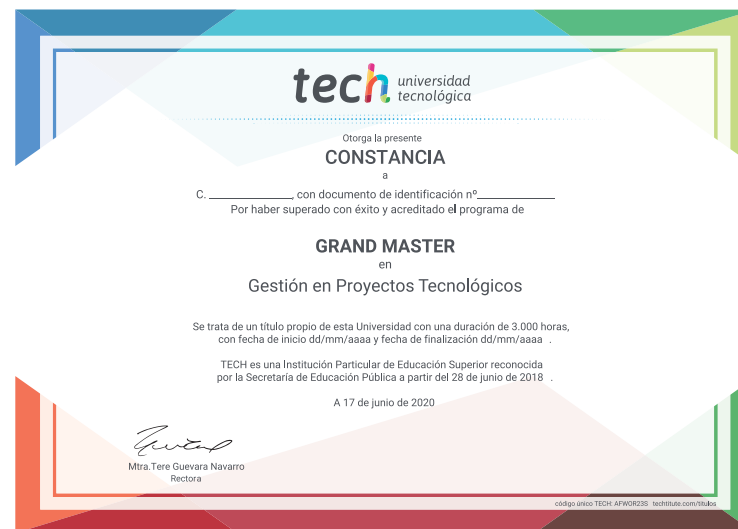 tech universidad
tecnológica
Otorga la presente
CONSTANCIA
a
C. ______________, con documento de identificación nº_____________
Por haber superado con éxito y acreditado el programa de
GRAND MASTER
en
Gestión en Proyectos Tecnológicos
Se trata de un título propio de esta Universidad con una duración de 3.000 horas,
con fecha de inicio dd/mm/aaaa y fecha de finalización dd/mm/aaaa .
TECH es una Institución Particular de Educación Superior reconocida
por la Secretaría de Educación Pública a partir del 28 de junio de 2018 .
A 17 de junio de 2020
Mtra.Tere Guevara Navarro
Rectora
código único TECH: AFWOR23S techtitute.com/titulos